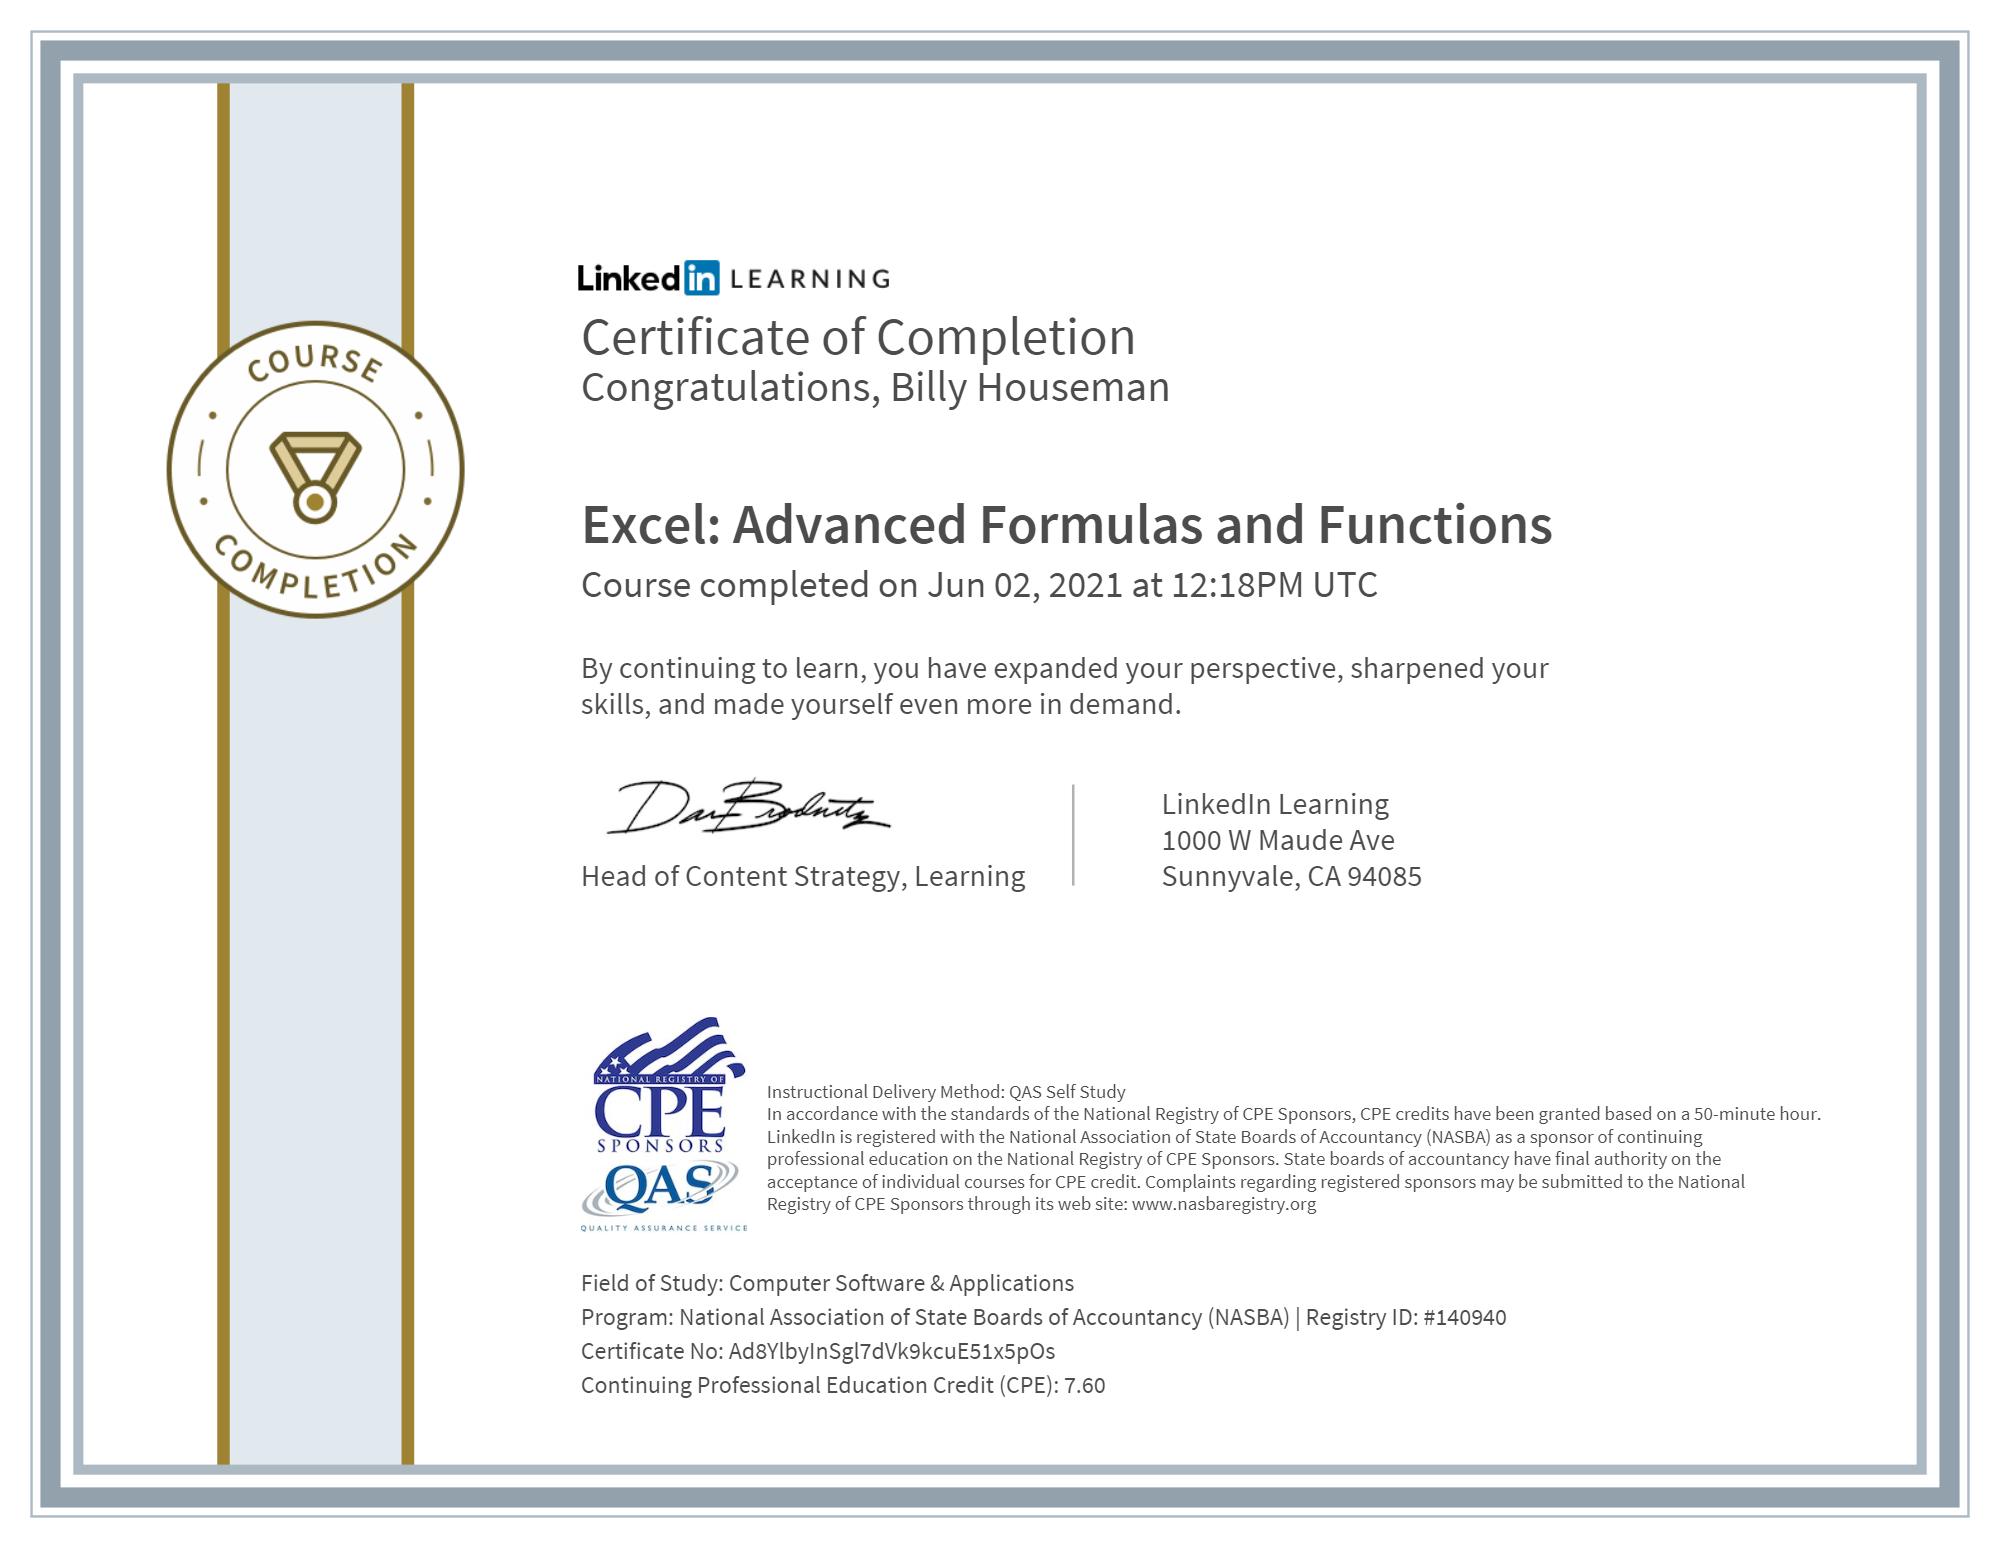 COURSE
COMPLETION
Linked in LEARNING
Certificate of Completion
Congratulations, Billy Houseman
Excel: Advanced Formulas and Functions
Course completed on Jun 02, 2021 at 12:18PM UTC
By continuing to learn, you have expanded your perspective, sharpened your
skills, and made yourself even more in demand.
Dan Brodnitz
Head of Content Strategy, Learning
LinkedIn Learning
1000 W Maude Ave
Sunnyvale, CA 94085
NATIONAL REGISTRY OF
CPE
SPONSORS
QAS
QUALITY ASSURANCE SERVICE
Instructional Delivery Method: QAS Self Study
In accordance with the standards of the National Registry of CPE Sponsors, CPE credits have been granted based on a 50-minute hour.
LinkedIn is registered with the National Association of State Boards of Accountancy (NASBA) as a sponsor of continuing
professional education on the National Registry of CPE Sponsors. State boards of accountancy have final authority on the
acceptance of individual courses for CPE credit. Complaints regarding registered sponsors may be submitted to the National
Registry of CPE Sponsors through its web site: www.nasbaregistry.org
Field of Study: Computer Software & Applications
Program: National Association of State Boards of Accountancy (NASBA) | Registry ID: #140940
Certificate No: Ad8YlbyInSgl7dVk9kcuE51x5pOs
Continuing Professional Education Credit (CPE): 7.60